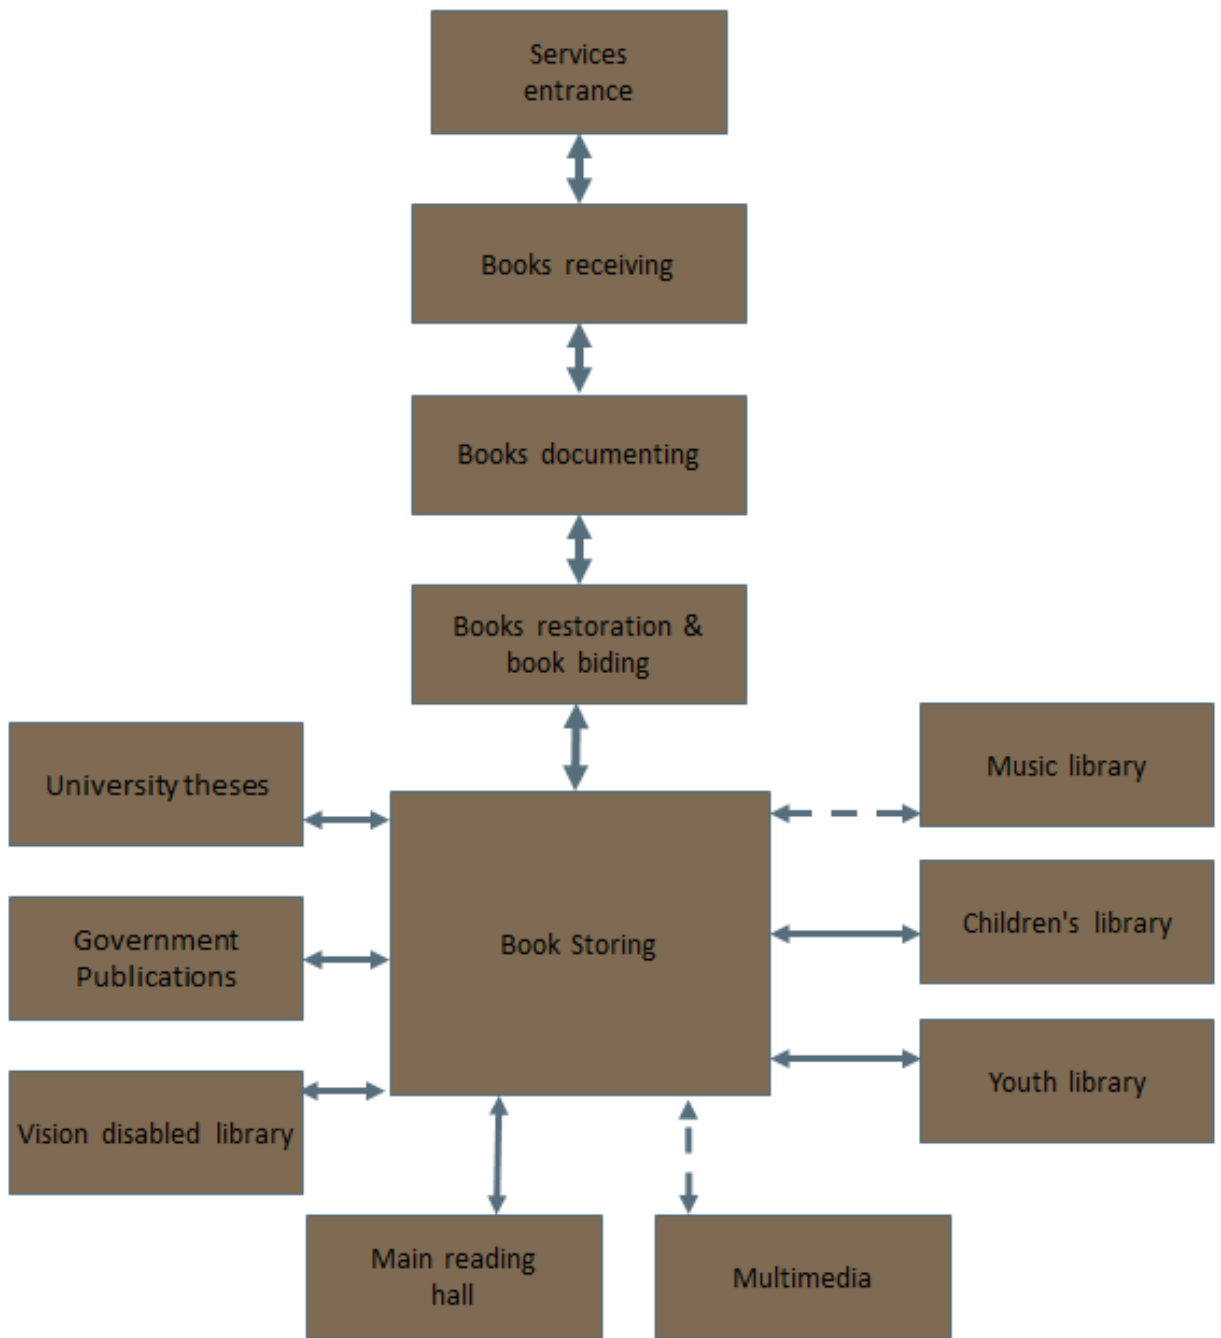 Services
entrance
Books receiving
Books documenting
Books restoration &
book biding
University theses
Music library
Government
Publications
Book Storing
Children's library
Vision disabled library
Youth library
Main reading
hall
Multimedia